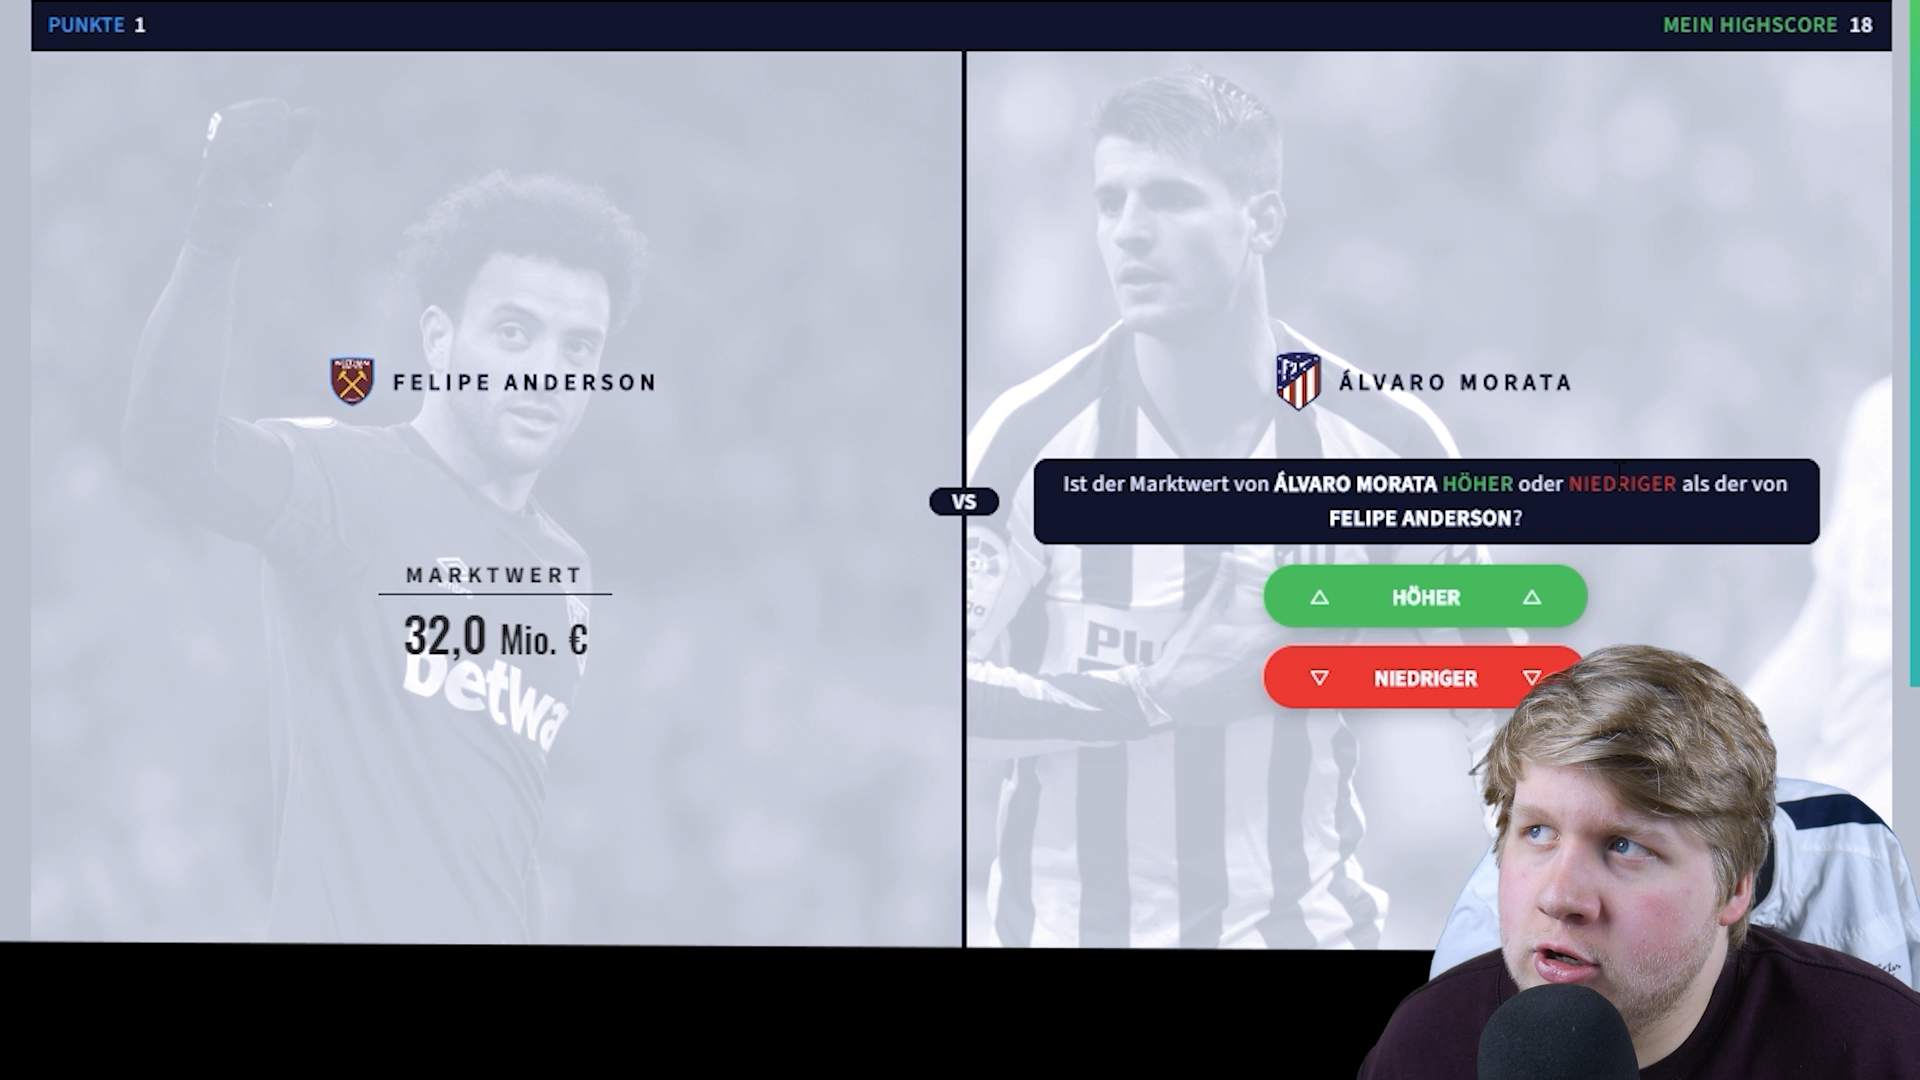 PUNKTE 1
MEIN HIGHSCORE 18
FELIPE ANDERSON
MARKTWERT
32,0 Mio. €
betwa
VS
ÁLVARO MORATA
Ist der Marktwert von ÁLVARO MORATA HÖHER oder NIEDRIGER als der von
FELIPE ANDERSON?
HÖHER
NIEDRIGER